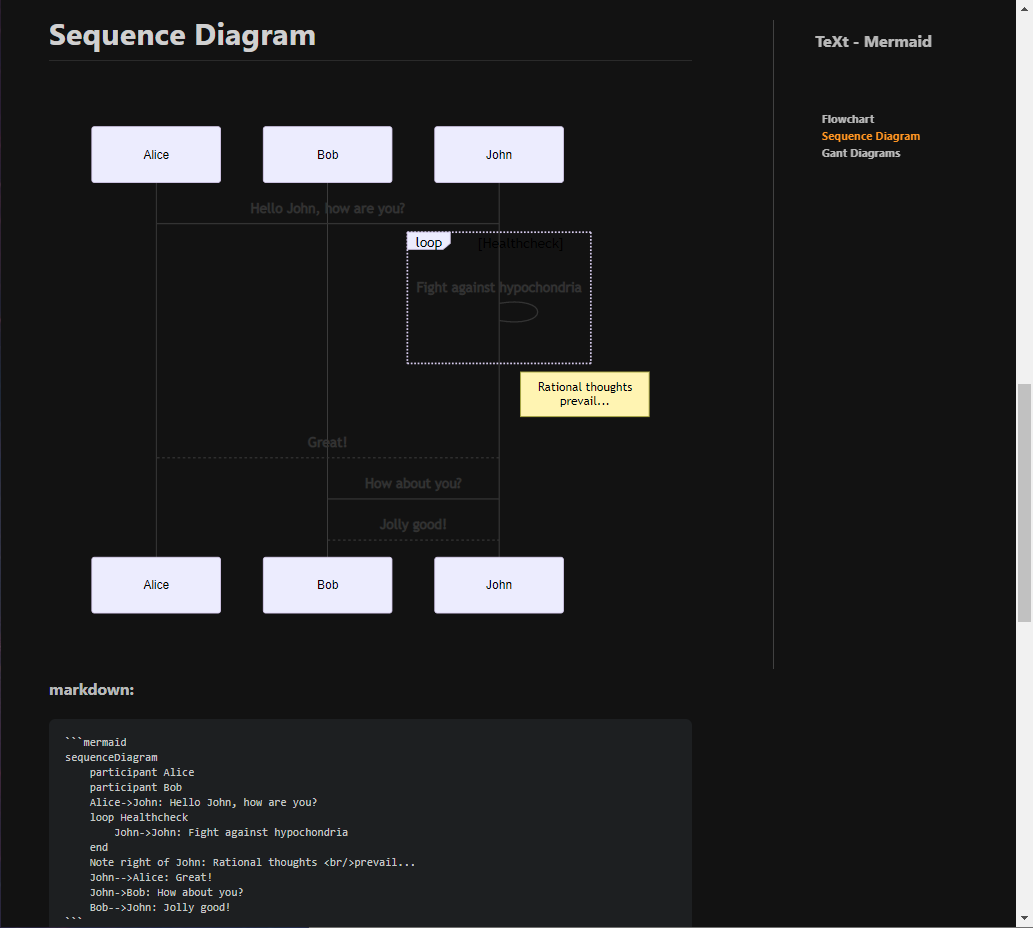 Sequence Diagram
TeXt - Mermaid
Flowchart
Sequence Diagram
Gant Diagrams
Alice
Bob
John
Hello John, how are you?
loop
[Healthcheck]
Fight against hypochondria
Rational thoughts
prevail...
Great!
How about you?
Jolly good!
Alice
Bob
John
markdown:
```mermaid
sequenceDiagram
    participant Alice
    participant Bob
    Alice->John: Hello John, how are you?
    loop Healthcheck
        John->John: Fight against hypochondria
    end
    Note right of John: Rational thoughts <br/>prevail...
    John-->Alice: Great!
    John->Bob: How about you?
    Bob-->John: Jolly good!
```